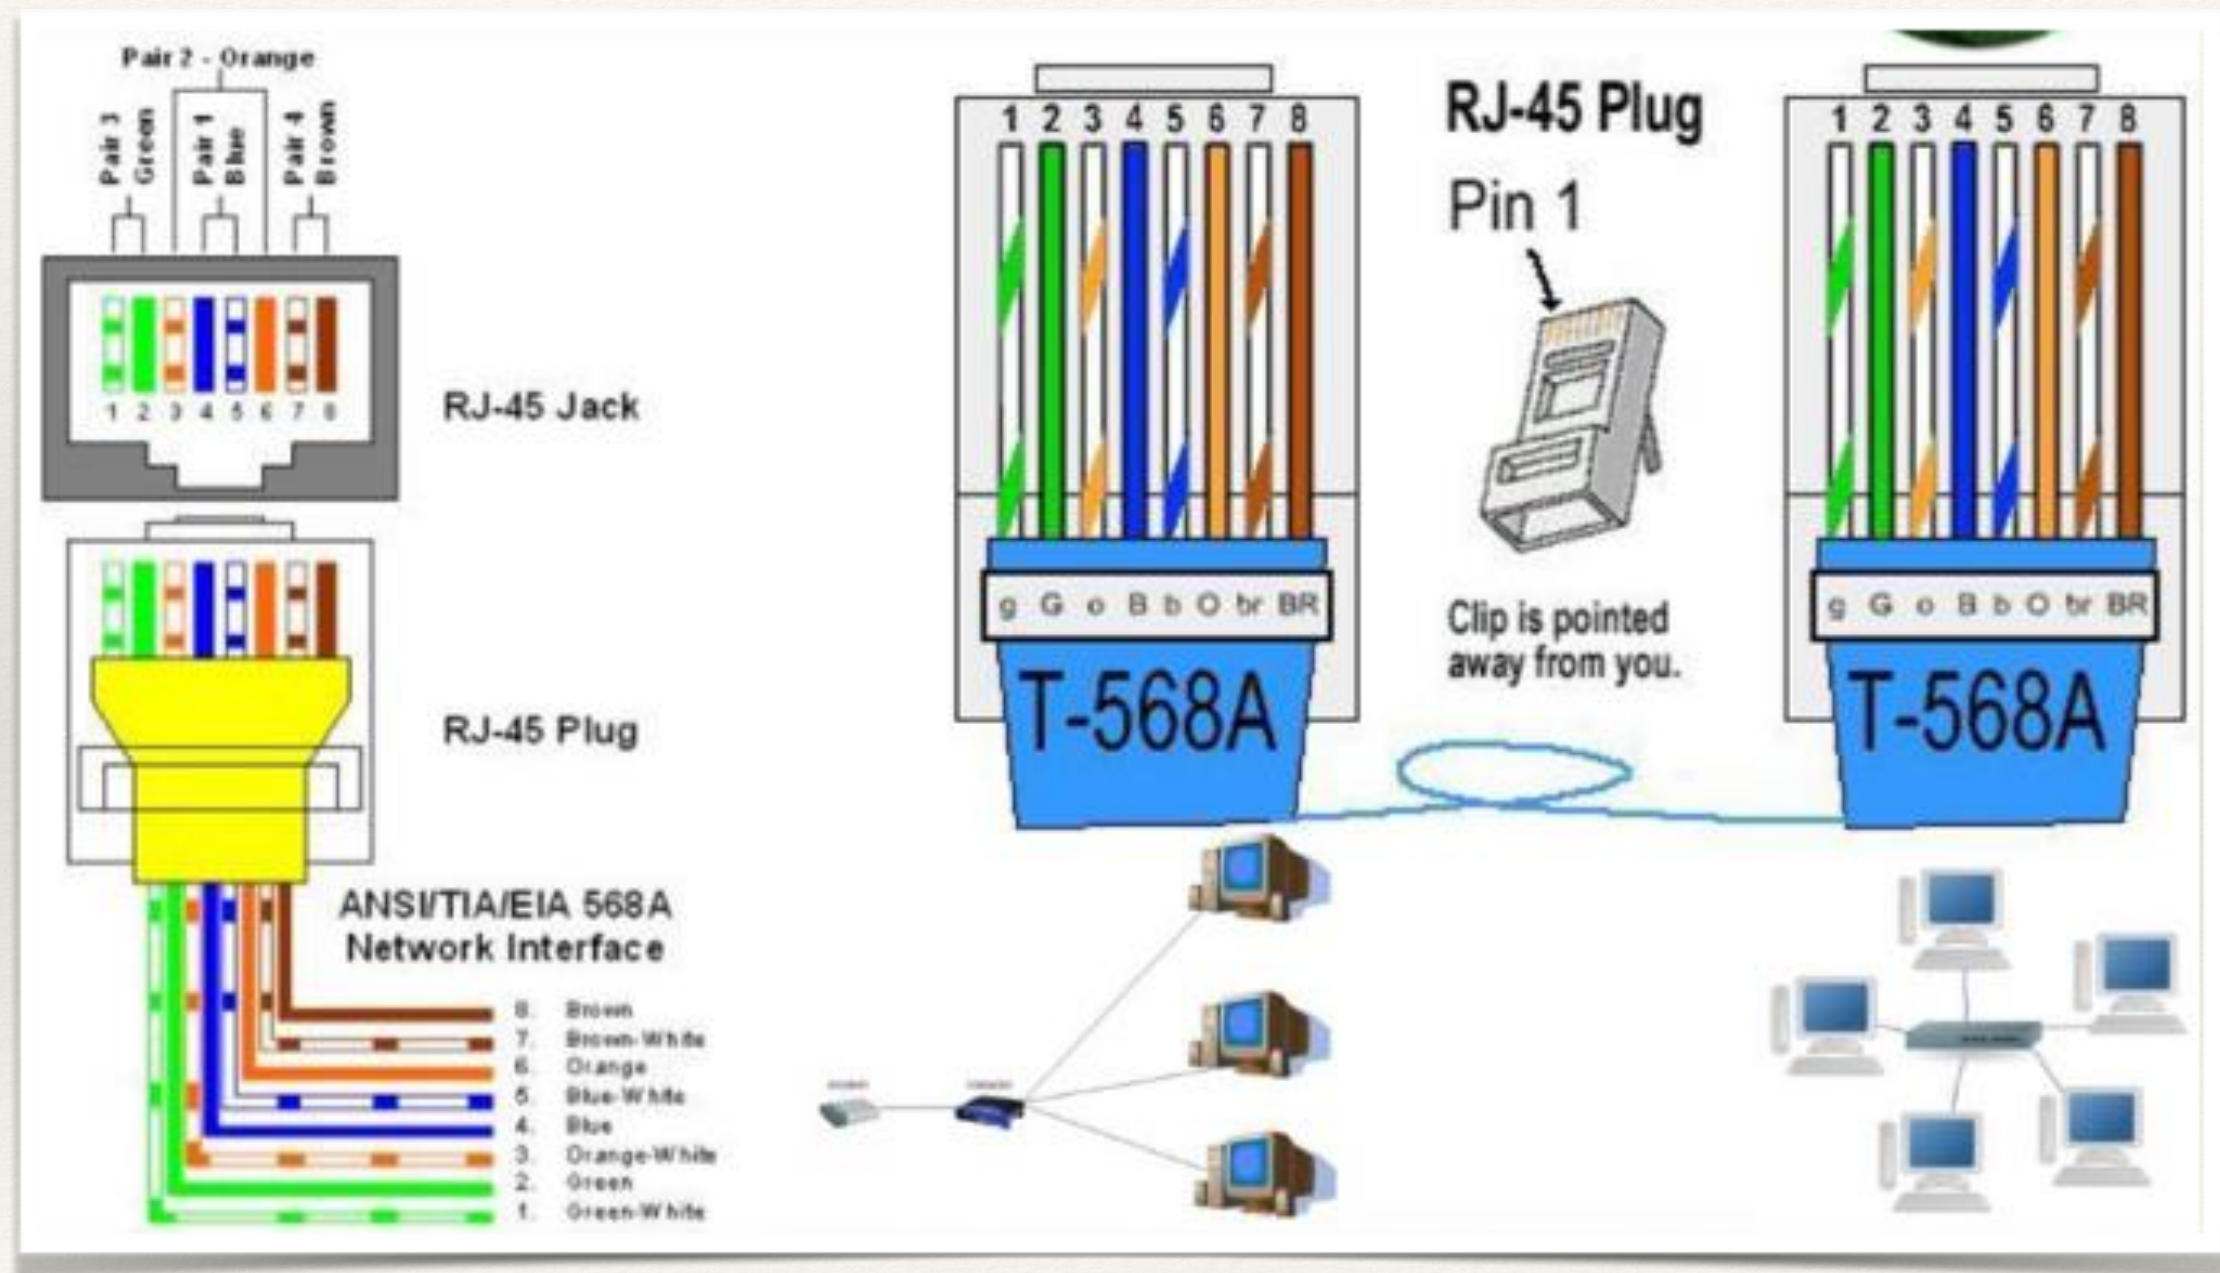 Pair 2 - Orange
Pair 3
Green
Pair 1
Blue
Pair 4
Brown
1 2 3 4 5 6 7 8
RJ-45 Jack
RJ-45 Plug
ANSI/TIA/EIA 568A
Network Interface
8. Brown
7. Brown-White
6. Orange
5. Blue-White
4. Blue
3. Orange-White
2. Green
1. Green-White
1 2 3 4 5 6 7 8
g G o B b O br BR
T-568A
RJ-45 Plug
Pin 1
Clip is pointed
away from you.
1 2 3 4 5 6 7 8
g G o B b O br BR
T-568A